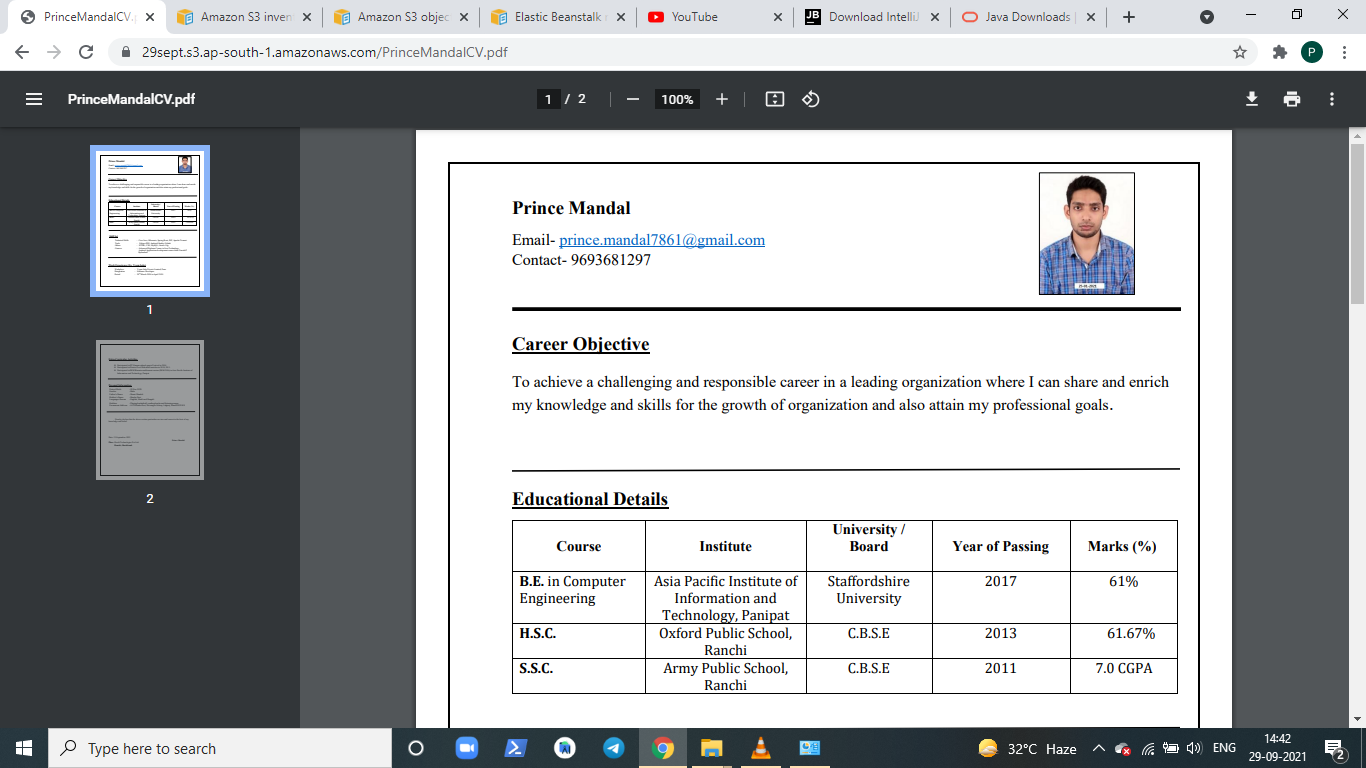 PrinceMandalCV.p
Amazon S3 inven
Amazon S3 objec
Elastic Beanstalk
YouTube
JB
Download IntelliJ
Java Downloads
29sept.s3.ap-south-1.amazonaws.com/PrinceMandalCV.pdf
P
PrinceMandalCV.pdf
1 / 2
100%
1
2
Prince Mandal
Email- prince.mandal7861@gmail.com
Contact- 9693681297
Career Objective
To achieve a challenging and responsible career in a leading organization where I can share and enrich
my knowledge and skills for the growth of organization and also attain my professional goals.
Educational Details
Course Institute University / Board Year of Passing Marks (%)
B.E. in Computer Engineering Asia Pacific Institute of Information and Technology, Panipat Staffordshire University 2017 61%
H.S.C. Oxford Public School, Ranchi C.B.S.E 2013 61.67%
S.S.C. Army Public School, Ranchi C.B.S.E 2011 7.0 CGPA
Type here to search
32°C Haze
ENG
14:42
29-09-2021
2